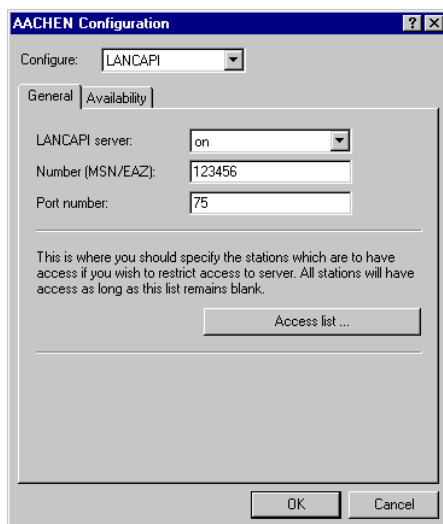 AACHEN Configuration
Configure: LANCAPI
General Availability
LANCAPI server: on
Number (MSN/EAZ): 123456
Port number: 75
This is where you should specify the stations which are to have
access if you wish to restrict access to server. All stations will have
access as long as this list remains blank.
Access list ...
OK Cancel